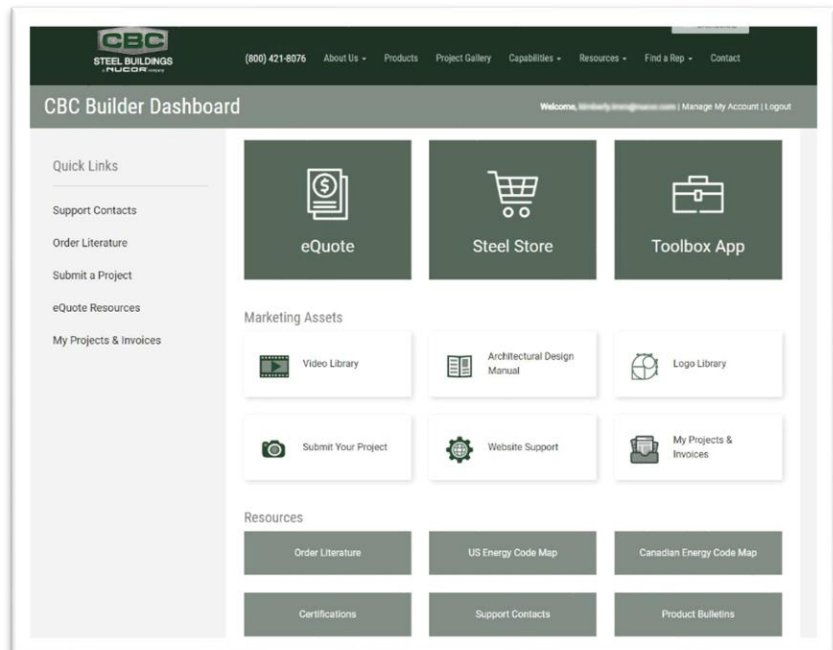 CBC
STEEL BUILDINGS
A NUCOR COMPANY
(800) 421-8076 About Us Products Project Gallery Capabilities Resources Find a Rep Contact
CBC Builder Dashboard
Welcome, | Manage My Account | Logout
Quick Links
Support Contacts
Order Literature
Submit a Project
eQuote Resources
My Projects & Invoices
eQuote
Steel Store
Toolbox App
Marketing Assets
Video Library
Architectural Design
Manual
Logo Library
Submit Your Project
Website Support
My Projects &
Invoices
Resources
Order Literature
US Energy Code Map
Canadian Energy Code Map
Certifications
Support Contacts
Product Bulletins